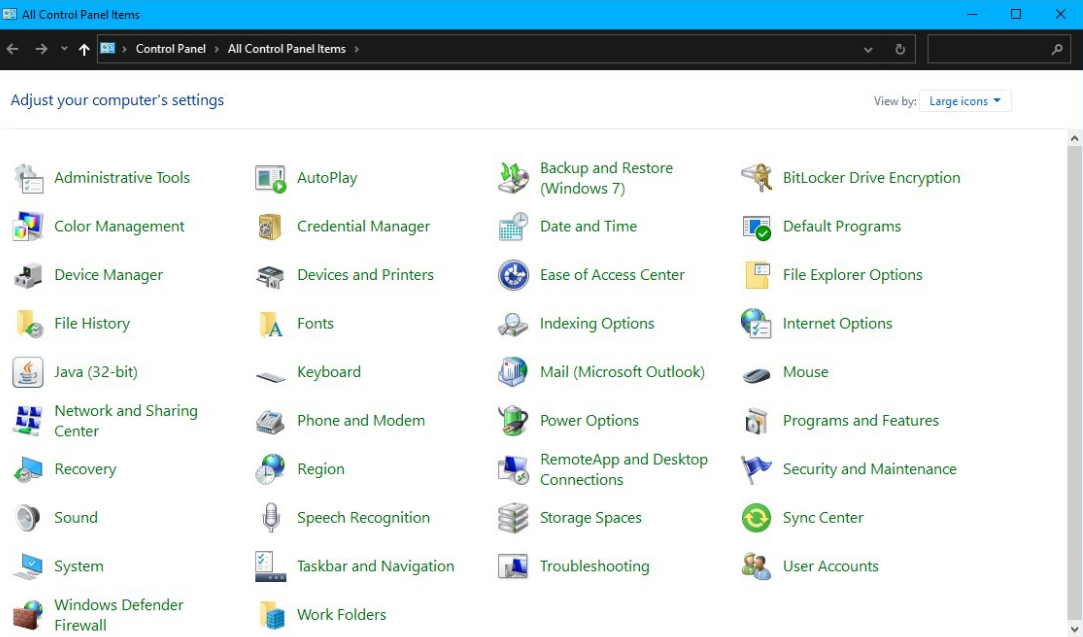 All Control Panel Items
Control Panel › All Control Panel Items ›
Adjust your computer's settings
View by: Large icons
Administrative Tools
AutoPlay
Backup and Restore
(Windows 7)
BitLocker Drive Encryption
Color Management
Credential Manager
Date and Time
Default Programs
Device Manager
Devices and Printers
Ease of Access Center
File Explorer Options
File History
Fonts
Indexing Options
Internet Options
Java (32-bit)
Keyboard
Mail (Microsoft Outlook)
Mouse
Network and Sharing
Center
Phone and Modem
Power Options
Programs and Features
Recovery
Region
RemoteApp and Desktop
Connections
Security and Maintenance
Sound
Speech Recognition
Storage Spaces
Sync Center
System
Taskbar and Navigation
Troubleshooting
User Accounts
Windows Defender
Firewall
Work Folders